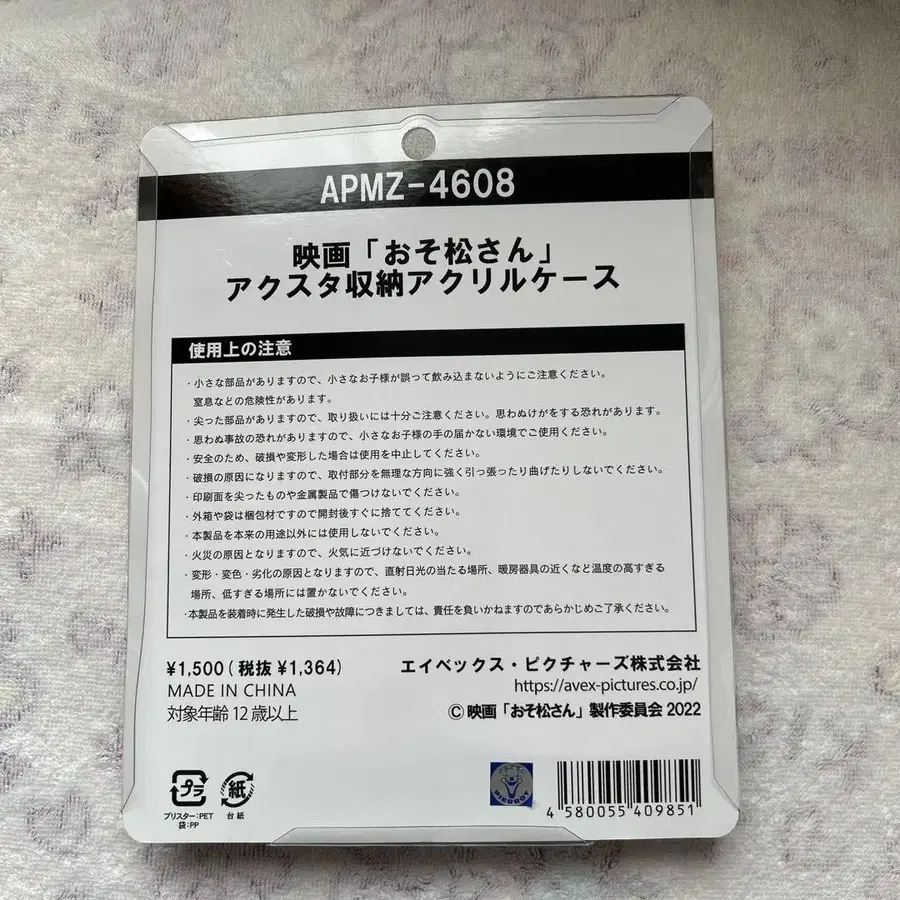 APMZ-4608
映画「おそ松さん」
アクスタ収納アクリルケース
使用上の注意
・小さな部品がありますので、小さなお子様が誤って飲み込まないようにご注意ください。
窒息などの危険性があります。
・尖った部品がありますので、取り扱いには十分ご注意ください。思わぬけがをする恐れがあります。
・思わぬ事故の恐れがありますので、小さなお子様の手の届かない環境でご使用ください。
・安全のため、破損や変形した場合は使用を中止してください。
・破損の原因になりますので、取付部分を無理な方向に強く引っ張ったり曲げたりしないでください。
・印刷面を尖ったものや金属製品で傷つけないでください。
・外箱や袋は梱包材ですので開封後すぐに捨ててください。
・本製品を本来の用途以外には使用しないでください。
・火災の原因となりますので、火気に近づけないでください。
・変形・変色・劣化の原因となりますので、直射日光の当たる場所、暖房器具の近くなど温度の高すぎる
場所、低すぎる場所には置かないでください。
・本製品を装着時に発生した破損や故障につきましては、責任を負いかねますのであらかじめご了承ください。
¥1,500(税抜 ¥1,364)
MADE IN CHINA
対象年齢 12 歳以上
エイベックス・ピクチャーズ株式会社
https://avex-pictures.co.jp/
© 映画「おそ松さん」製作委員会 2022
プラ
ブリスター:PET
袋:PP
紙
台紙
PIERROT
4 580055 409851